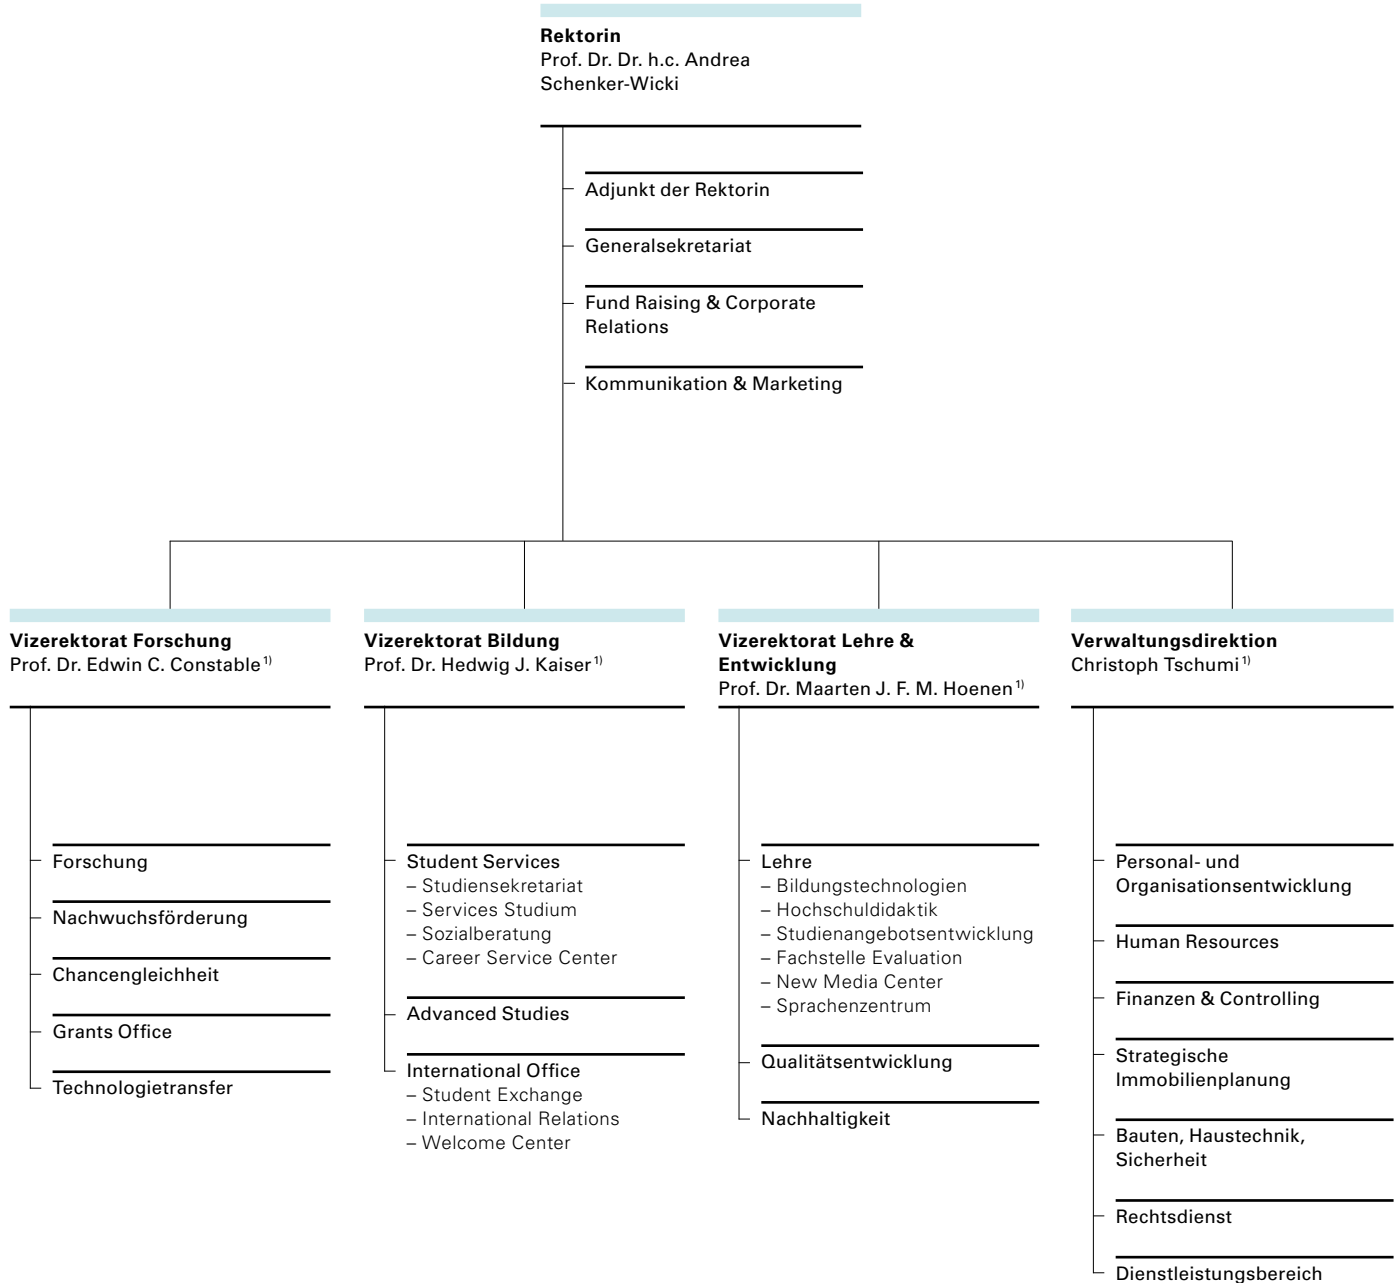 Rektorin
Prof. Dr. Dr. h.c. Andrea
Schenker-Wicki
Adjunkt der Rektorin
Generalsekretariat
Fund Raising & Corporate
Relations
Kommunikation & Marketing
Vizerektorat Forschung
Prof. Dr. Edwin C. Constable 1)
Forschung
Nachwuchsförderung
Chancengleichheit
Grants Office
Technologietransfer
Vizerektorat Bildung
Prof. Dr. Hedwig J. Kaiser 1)
Student Services
– Studiensekretariat
– Services Studium
– Sozialberatung
– Career Service Center
Advanced Studies
International Office
– Student Exchange
– International Relations
– Welcome Center
Vizerektorat Lehre &
Entwicklung
Prof. Dr. Maarten J. F. M. Hoenen 1)
Lehre
– Bildungstechnologien
– Hochschuldidaktik
– Studienangebotsentwicklung
– Fachstelle Evaluation
– New Media Center
– Sprachenzentrum
Qualitätsentwicklung
Nachhaltigkeit
Verwaltungsdirektion
Christoph Tschumi 1)
Personal- und
Organisationsentwicklung
Human Resources
Finanzen & Controlling
Strategische
Immobilienplanung
Bauten, Haustechnik,
Sicherheit
Rechtsdienst
Dienstleistungsbereich